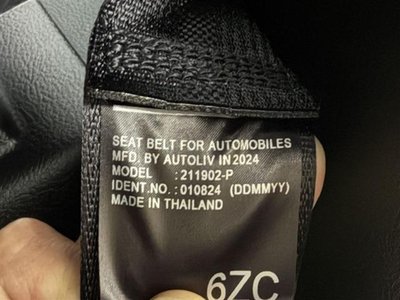 SEAT BELT FOR AUTOMOBILES
MFD. BY AUTOLIV IN 2024
MODEL : 211902-P
IDENT.NO. : 010824 (DDMMYY)
MADE IN THAILAND
6ZC